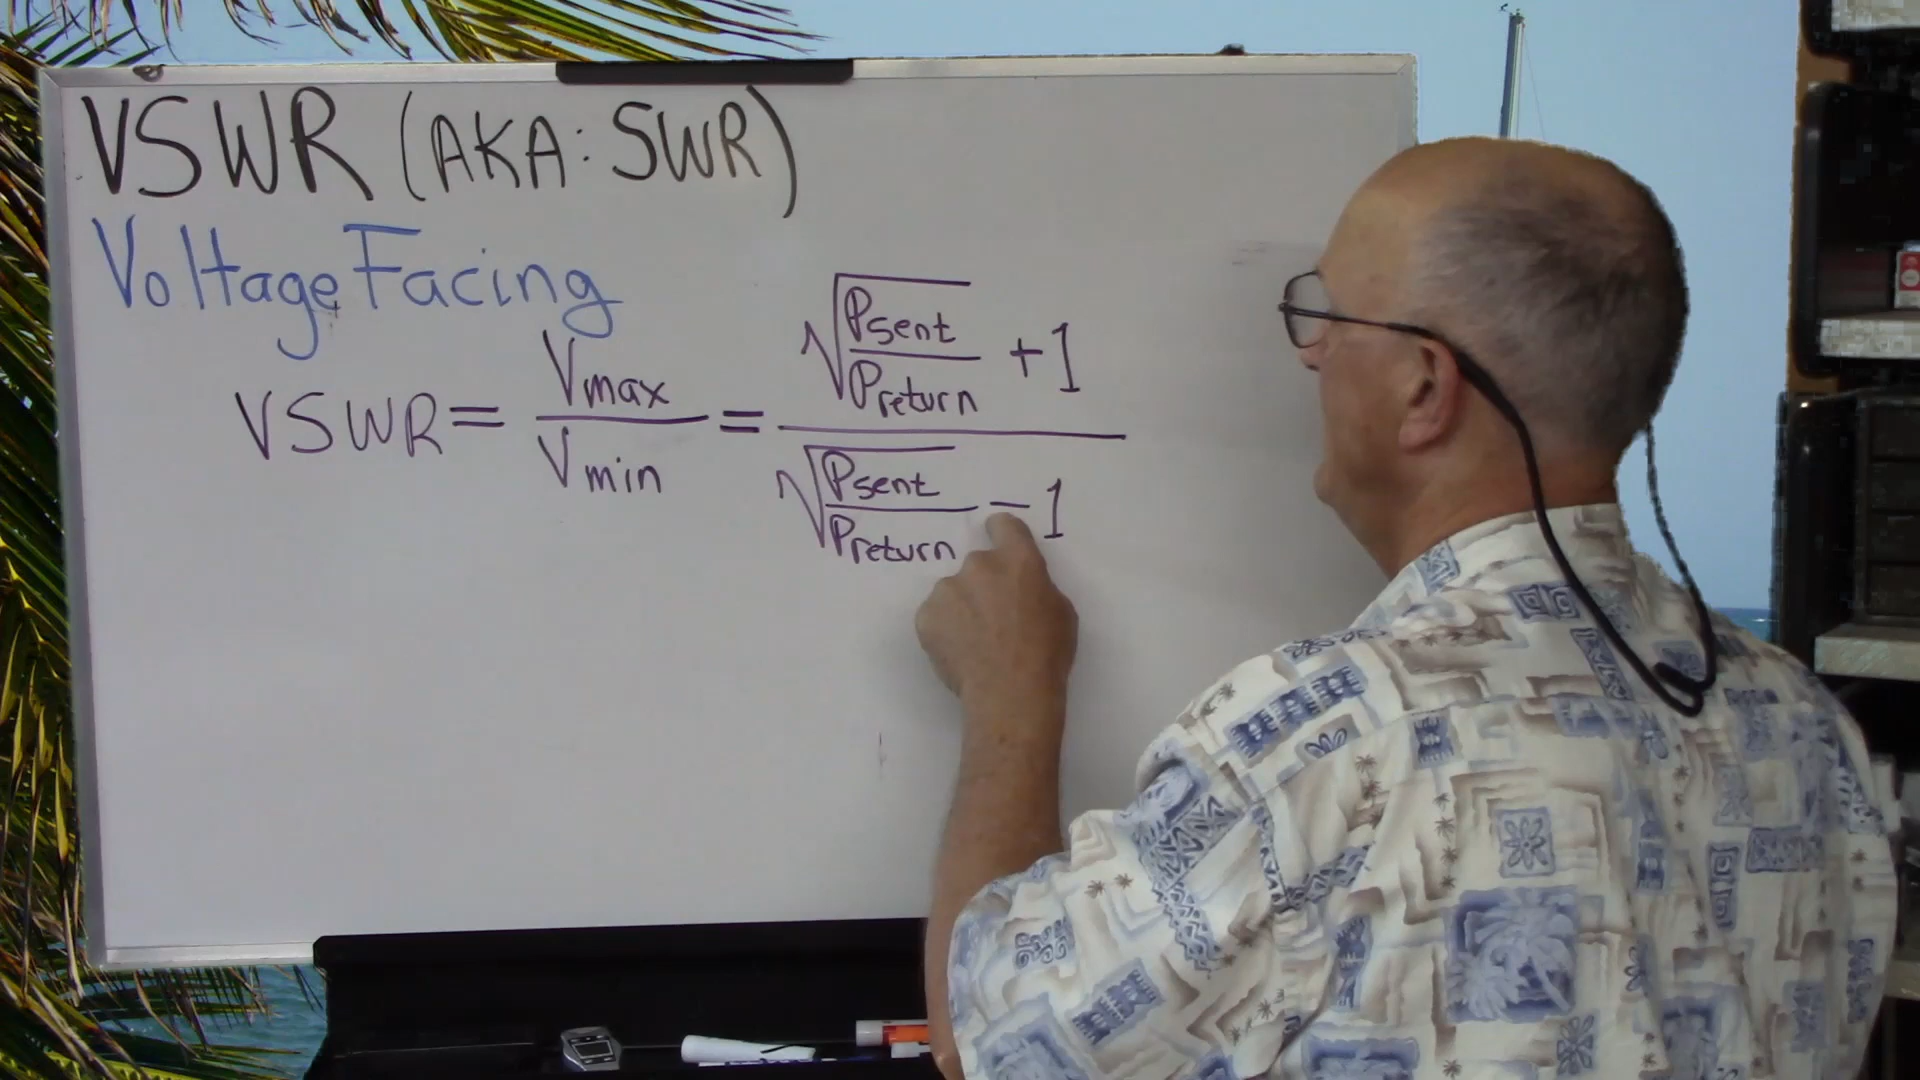 VSWR (AKA: SWR)
Voltage Facing
VSWR = Vmax / Vmin = √(Psent / Preturn) + 1 / √(Psent / Preturn) - 1